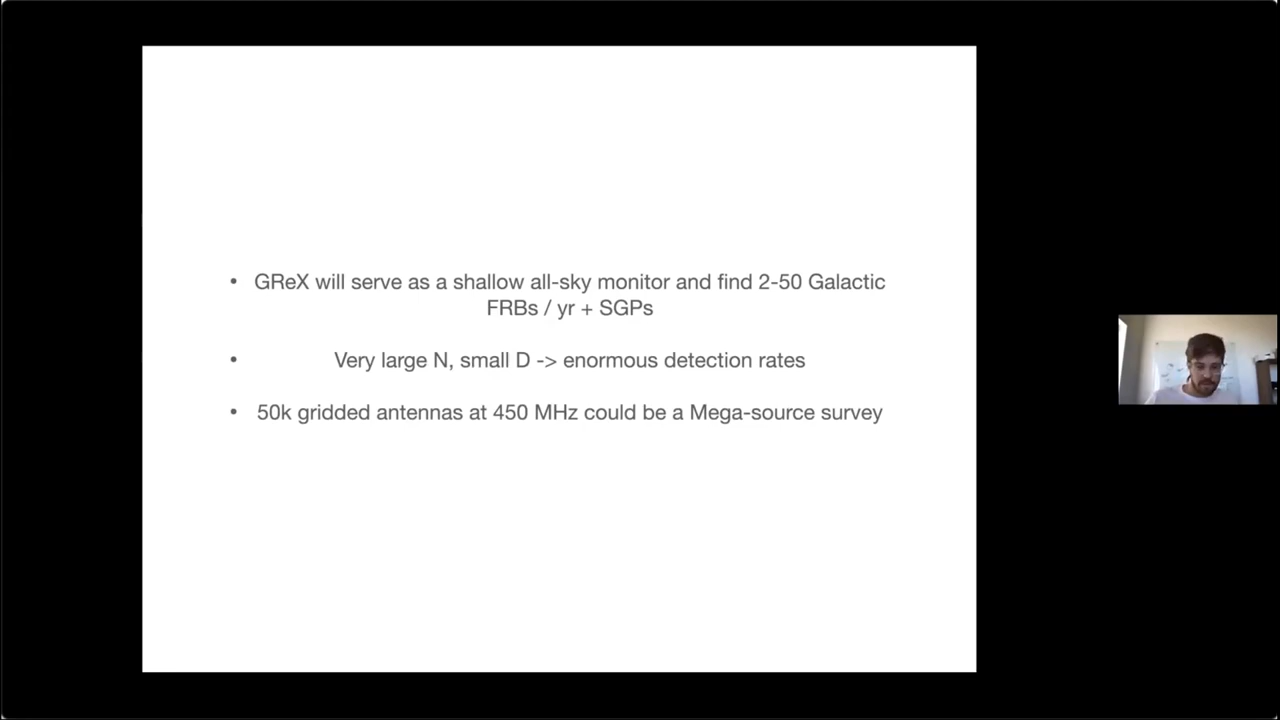 • GReX will serve as a shallow all-sky monitor and find 2-50 Galactic
FRBs / yr + SGPs
• Very large N, small D -> enormous detection rates
• 50k gridded antennas at 450 MHz could be a Mega-source survey